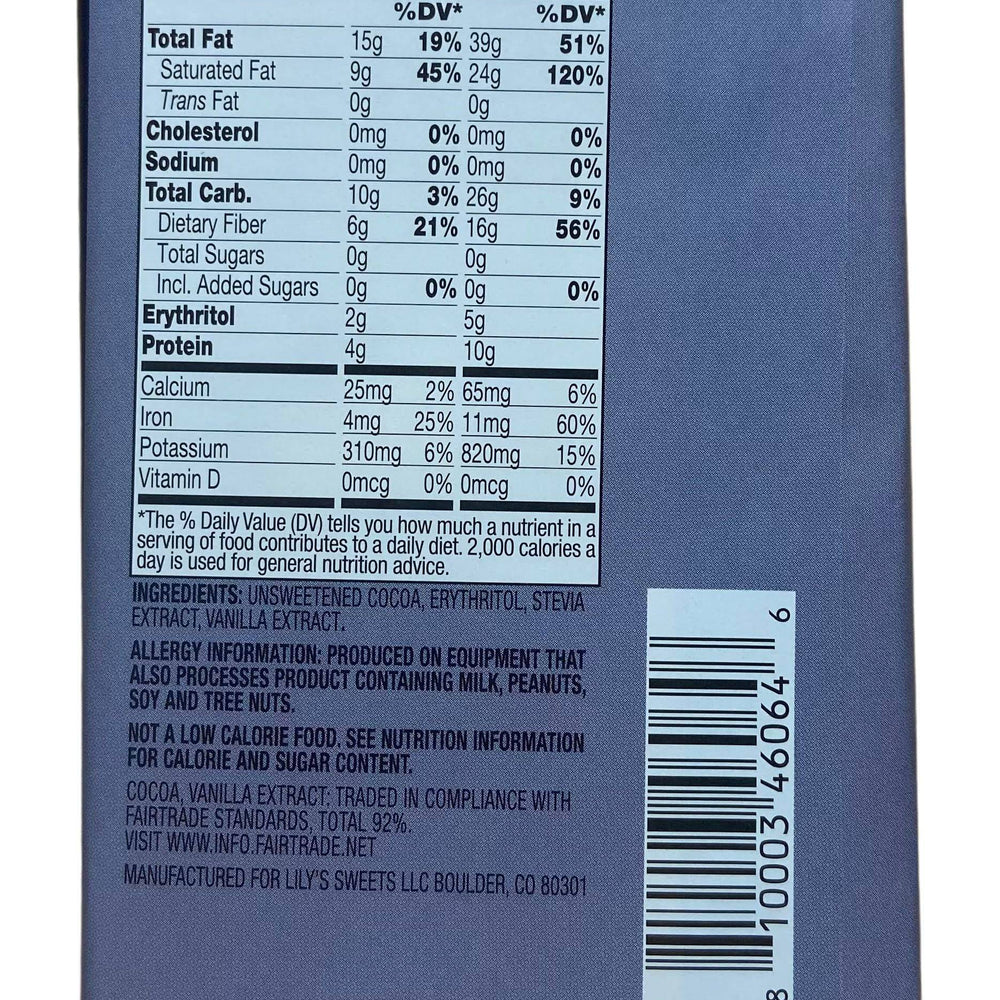 %DV* %DV*
Total Fat 15g 19% 39g 51%
Saturated Fat 9g 45% 24g 120%
Trans Fat 0g 0g
Cholesterol 0mg 0% 0mg 0%
Sodium 0mg 0% 0mg 0%
Total Carb. 10g 3% 26g 9%
Dietary Fiber 6g 21% 16g 56%
Total Sugars 0g 0g
Incl. Added Sugars 0g 0% 0g 0%
Erythritol 2g 5g
Protein 4g 10g
Calcium 25mg 2% 65mg 6%
Iron 4mg 25% 11mg 60%
Potassium 310mg 6% 820mg 15%
Vitamin D 0mcg 0% 0mcg 0%
*The % Daily Value (DV) tells you how much a nutrient in a
serving of food contributes to a daily diet. 2,000 calories a
day is used for general nutrition advice.
INGREDIENTS: UNSWEETENED COCOA, ERYTHRITOL, STEVIA
EXTRACT, VANILLA EXTRACT.
ALLERGY INFORMATION: PRODUCED ON EQUIPMENT THAT
ALSO PROCESSES PRODUCT CONTAINING MILK, PEANUTS,
SOY AND TREE NUTS.
NOT A LOW CALORIE FOOD. SEE NUTRITION INFORMATION
FOR CALORIE AND SUGAR CONTENT.
COCOA, VANILLA EXTRACT: TRADED IN COMPLIANCE WITH
FAIRTRADE STANDARDS, TOTAL 92%.
VISIT WWW.INFO.FAIRTRADE.NET
MANUFACTURED FOR LILY'S SWEETS LLC BOULDER, CO 80301
8 10003 46064 6